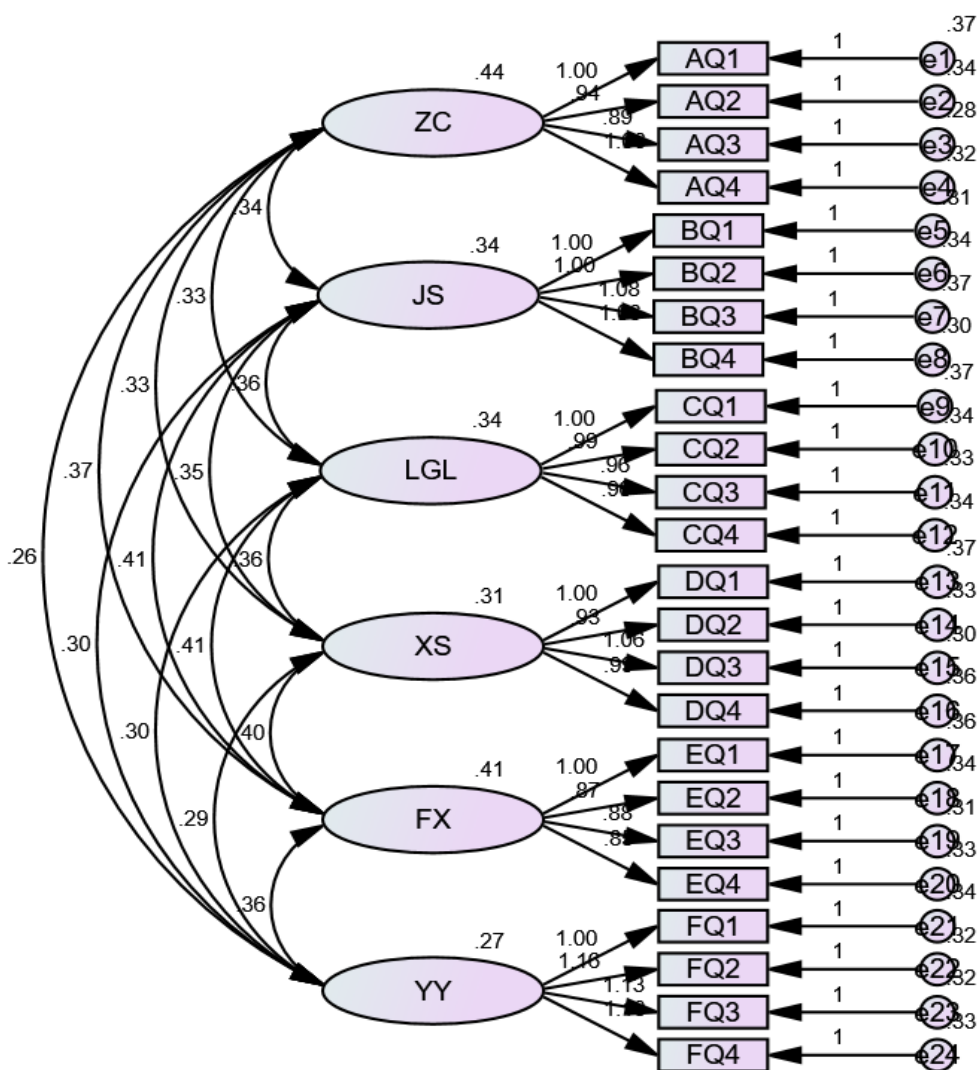 .37
1
.44
1.00
AQ1
e1
.34
ZC
.94
AQ2
1
e2
.28
.89
AQ3
1
e3
.32
AQ4
1
e4
.31
.34
.34
1.00
BQ1
1
e5
.34
JS
1.00
BQ2
1
e6
.37
.33
1.08
BQ3
1
e7
.30
BQ4
1
e8
.37
.33
.36
.34
1.00
CQ1
1
e9
.34
LGL
.99
CQ2
1
e10
.33
.37
.35
.96
CQ3
1
e11
.34
CQ4
1
e12
.37
.26
.41
.36
.31
1.00
DQ1
1
e13
.33
XS
.93
DQ2
1
e14
.30
.30
.41
1.06
DQ3
1
e15
.36
DQ4
1
e16
.36
.30
.40
.41
1.00
EQ1
1
e17
.34
FX
.87
EQ2
1
e18
.31
.29
.88
EQ3
1
e19
.33
EQ4
1
e20
.34
.36
.27
1.00
FQ1
1
e21
.32
YY
1.16
FQ2
1
e22
.32
1.13
FQ3
1
e23
.33
FQ4
1
e24